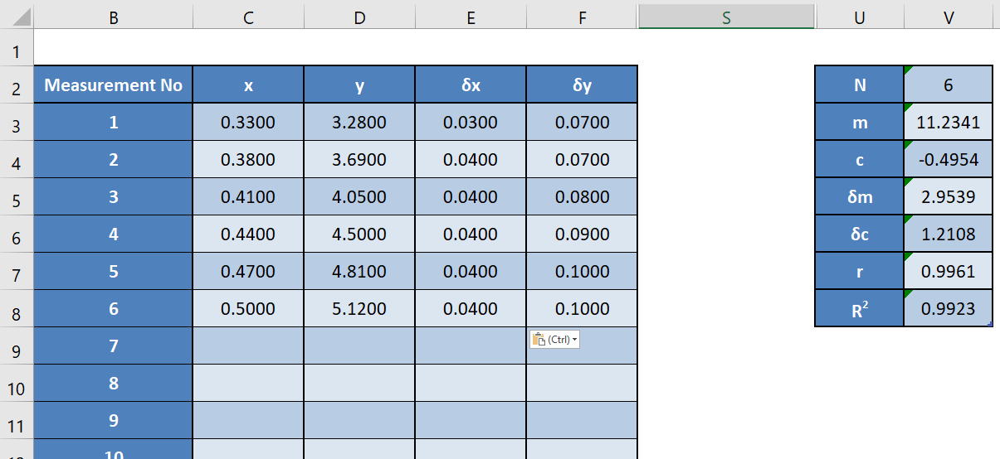 B C D E F S U V
1
2 Measurement No x y δx δy N 6
3 1 0.3300 3.2800 0.0300 0.0700 m 11.2341
4 2 0.3800 3.6900 0.0400 0.0700 c -0.4954
5 3 0.4100 4.0500 0.0400 0.0800 δm 2.9539
6 4 0.4400 4.5000 0.0400 0.0900 δc 1.2108
7 5 0.4700 4.8100 0.0400 0.1000 r 0.9961
8 6 0.5000 5.1200 0.0400 0.1000 R² 0.9923
9 7 (Ctrl)
10 8
11 9
10